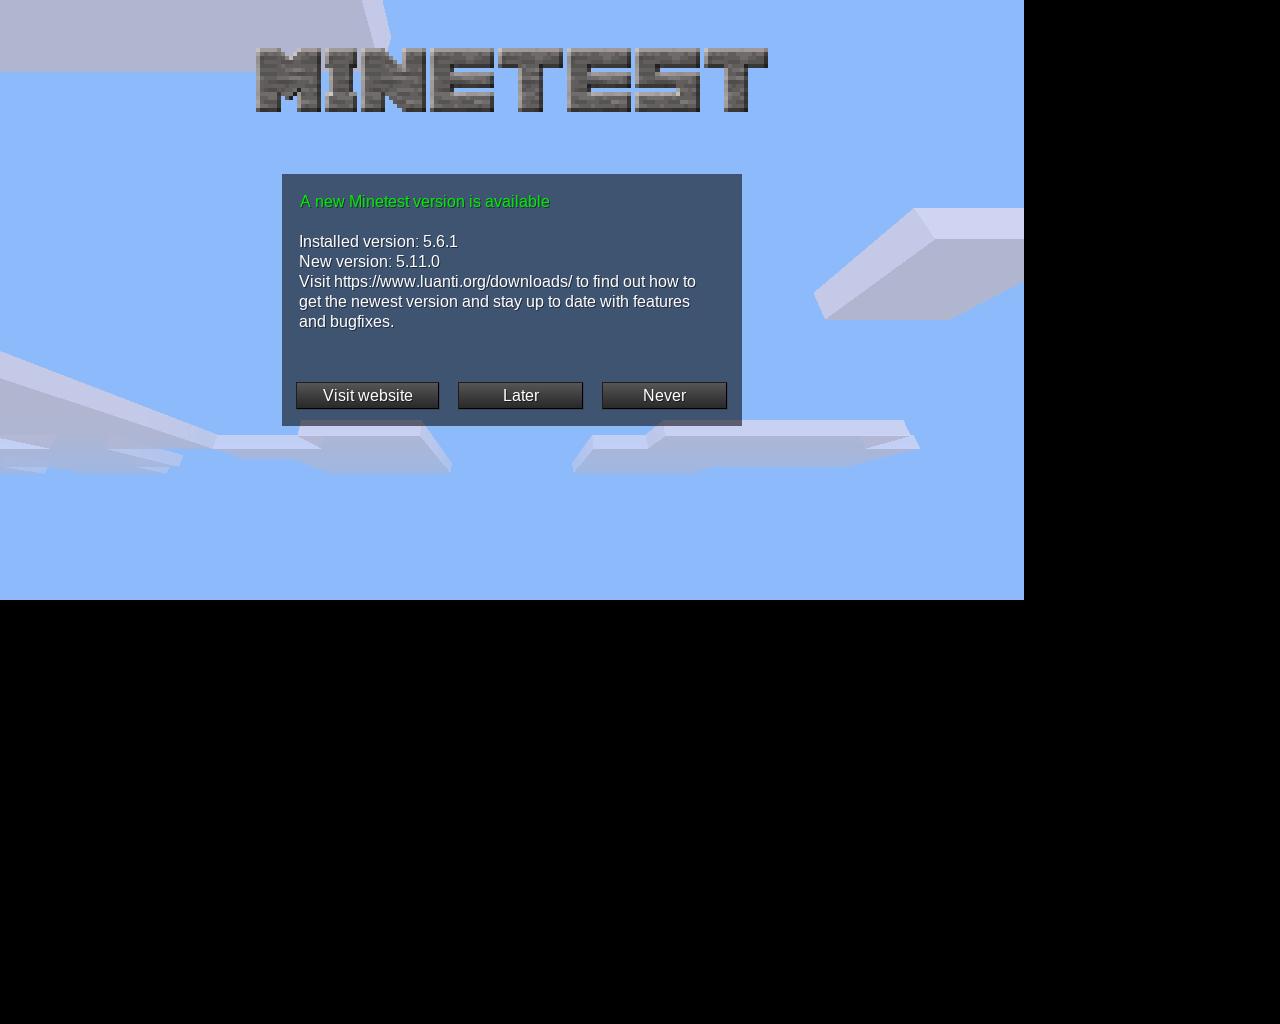 MINETEST
A new Minetest version is available
Installed version: 5.6.1
New version: 5.11.0
Visit https://www.luanti.org/downloads/ to find out how to
get the newest version and stay up to date with features
and bugfixes.
Visit website Later Never